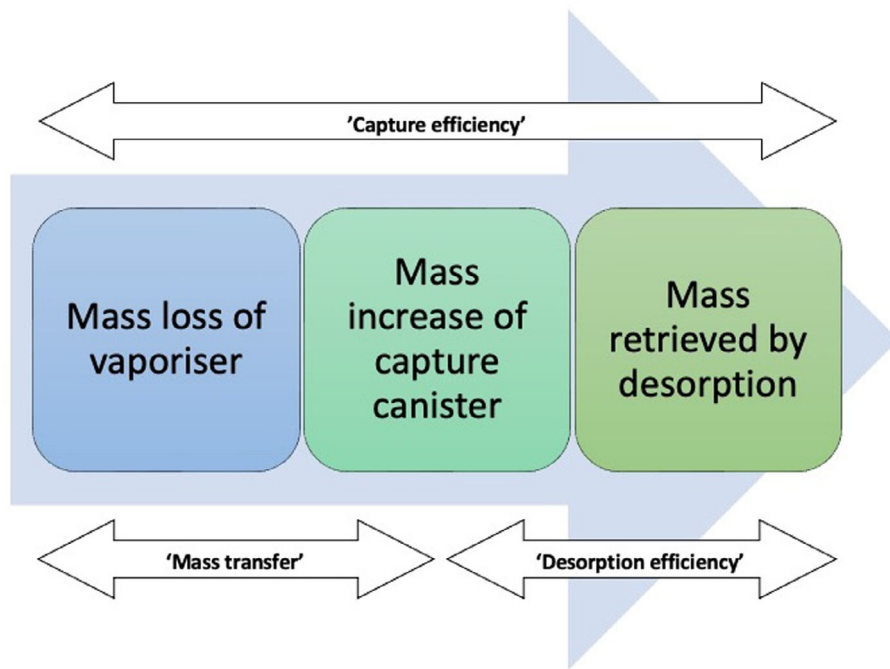 ’Capture efficiency’
Mass loss of
vaporiser
Mass
increase of
capture
canister
Mass
retrieved by
desorption
‘Mass transfer’
‘Desorption efficiency’